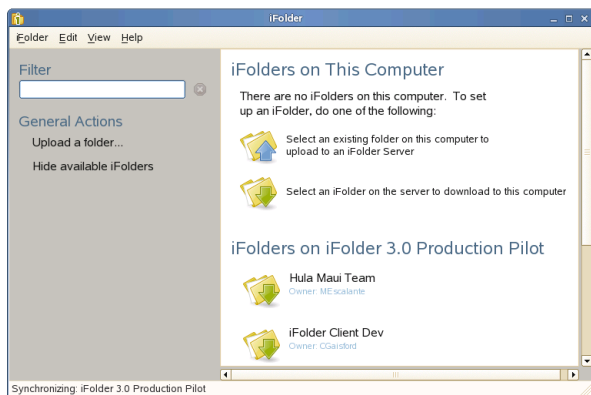 iFolder
iFolder Edit View Help
Filter
General Actions
Upload a folder...
Hide available iFolders
iFolders on This Computer
There are no iFolders on this computer. To set
up an iFolder, do one of the following:
Select an existing folder on this computer to
upload to an iFolder Server
Select an iFolder on the server to download to this computer
iFolders on iFolder 3.0 Production Pilot
Hula Maui Team
Owner: MEscalante
iFolder Client Dev
Owner: CGaisford
Synchronizing: iFolder 3.0 Production Pilot